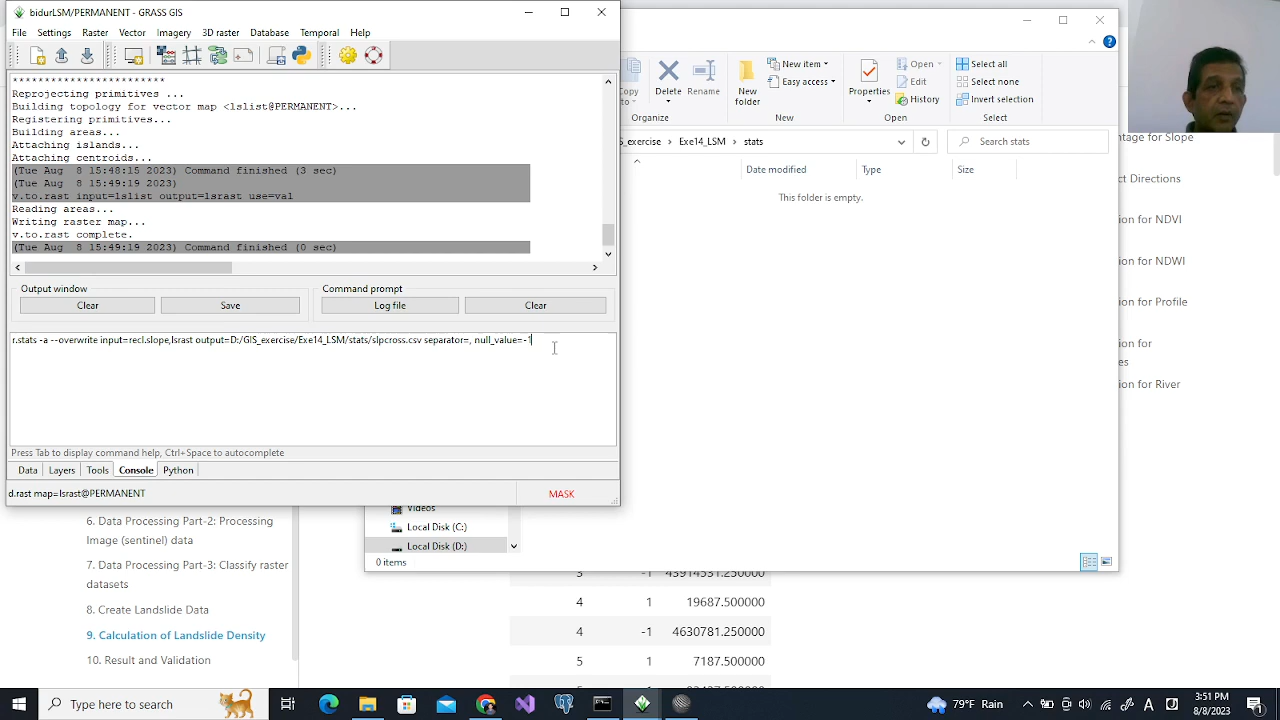 bidurLSM/PERMANENT - GRASS GIS
File Settings Raster Vector Imagery 3D raster Database Temporal Help
************************
Reprojecting primitives ...
Building topology for vector map <lslist@PERMANENT>...
Registering primitives...
Building areas...
Building islands...
Attaching centroids...
(Tue Aug  8 15:48:15 2023) Command finished (3 sec)
(Tue Aug  8 15:49:19 2023)
v.to.rast input=lslist output=lsrast use=val
Reading areas...
Writing raster map...
v.to.rast complete.
(Tue Aug  8 15:49:19 2023) Command finished (0 sec)
Output window
Command prompt
Clear
Save
Log file
Clear
r.stats -a --overwrite input=recl.slope,lsrast output=D:/GIS_exercise/Exe14_LSM/stats/slpcross.csv separator=, null_value=-1
Press Tab to display command help, Ctrl+Space to autocomplete
Data Layers Tools Console Python
d.rast map=lsrast@PERMANENT
MASK
Copy
to
Delete
Rename
New
folder
New item
Easy access
Properties
Open
Edit
History
Select all
Select none
Invert selection
Organize
New
Open
Select
S_exercise
Exe14_LSM
stats
Search stats
Date modified
Type
Size
This folder is empty.
Videos
Local Disk (C:)
Local Disk (D:)
0 items
ntage for Slope
ct Directions
ion for NDVI
ion for NDWI
ion for Profile
ion for
es
ion for River
6. Data Processing Part-2: Processing
Image (sentinel) data
7. Data Processing Part-3: Classify raster
datasets
8. Create Landslide Data
9. Calculation of Landslide Density
10. Result and Validation
3 -1 43914531.250000
4 1 19687.500000
4 -1 4630781.250000
5 1 7187.500000
Type here to search
79°F Rain
3:51 PM
8/8/2023